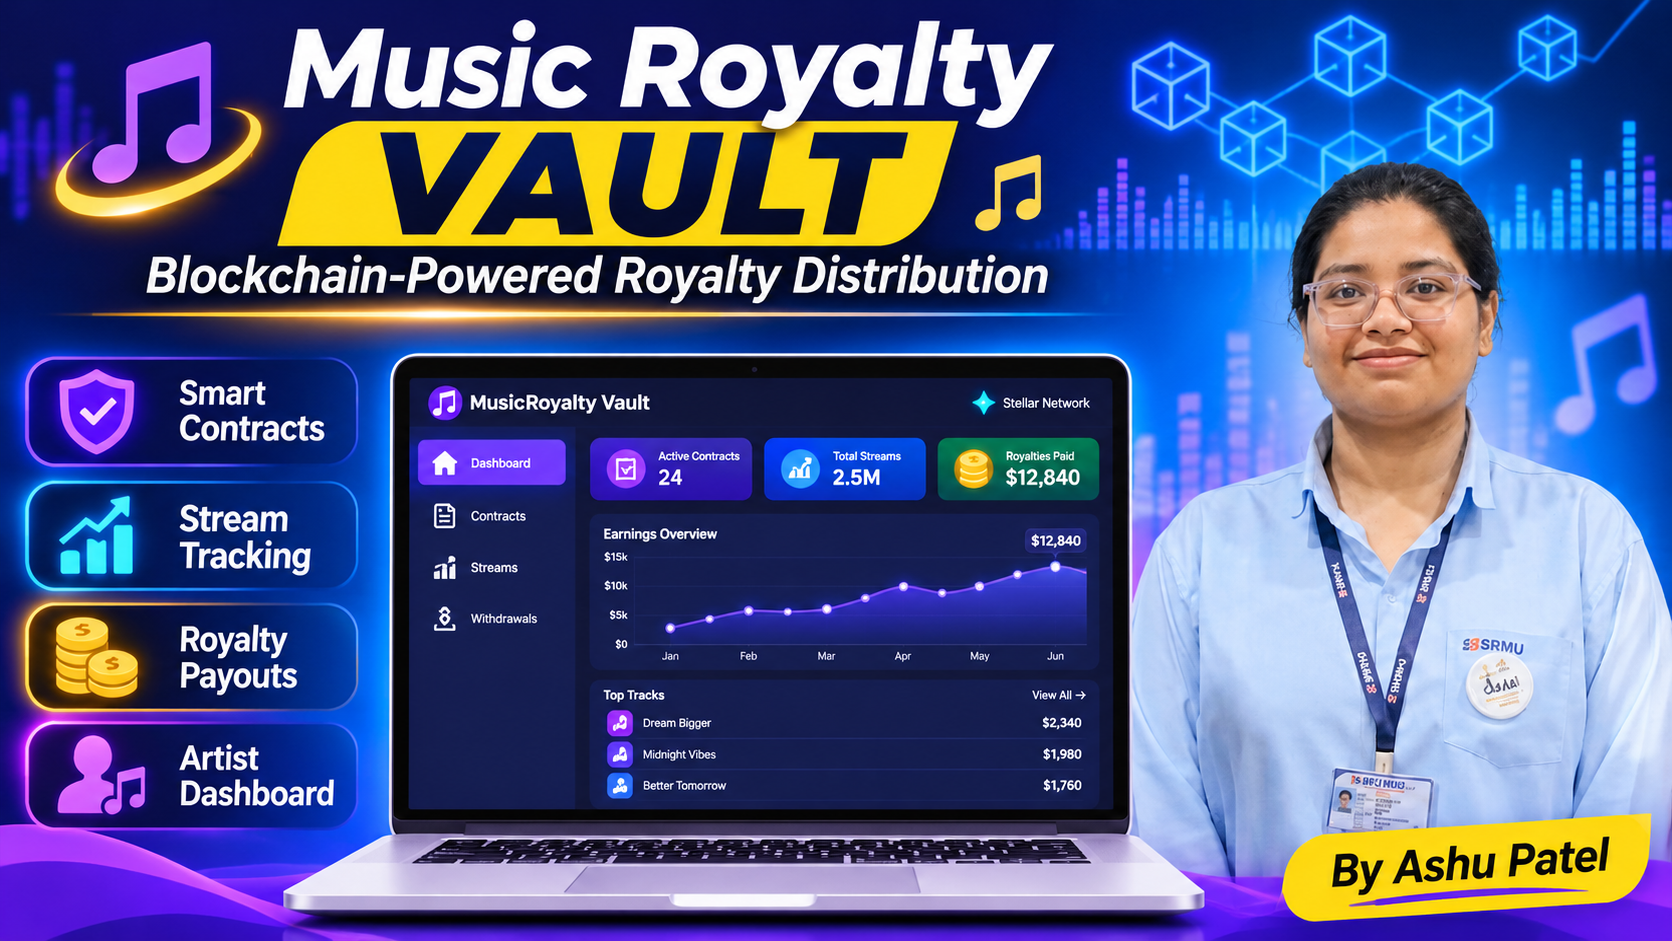 Music Royalty
VAULT
Blockchain-Powered Royalty Distribution
Smart
Contracts
Stream
Tracking
Royalty
Payouts
Artist
Dashboard
MusicRoyalty Vault
Stellar Network
Dashboard
Contracts
Streams
Withdrawals
Active Contracts
24
Total Streams
2.5M
Royalties Paid
$12,840
Earnings Overview
$12,840
$15k
$10k
$5k
$0
Jan Feb Mar Apr May Jun
Top Tracks
View All →
Dream Bigger $2,340
Midnight Vibes $1,980
Better Tomorrow $1,760
SRMU
By Ashu Patel